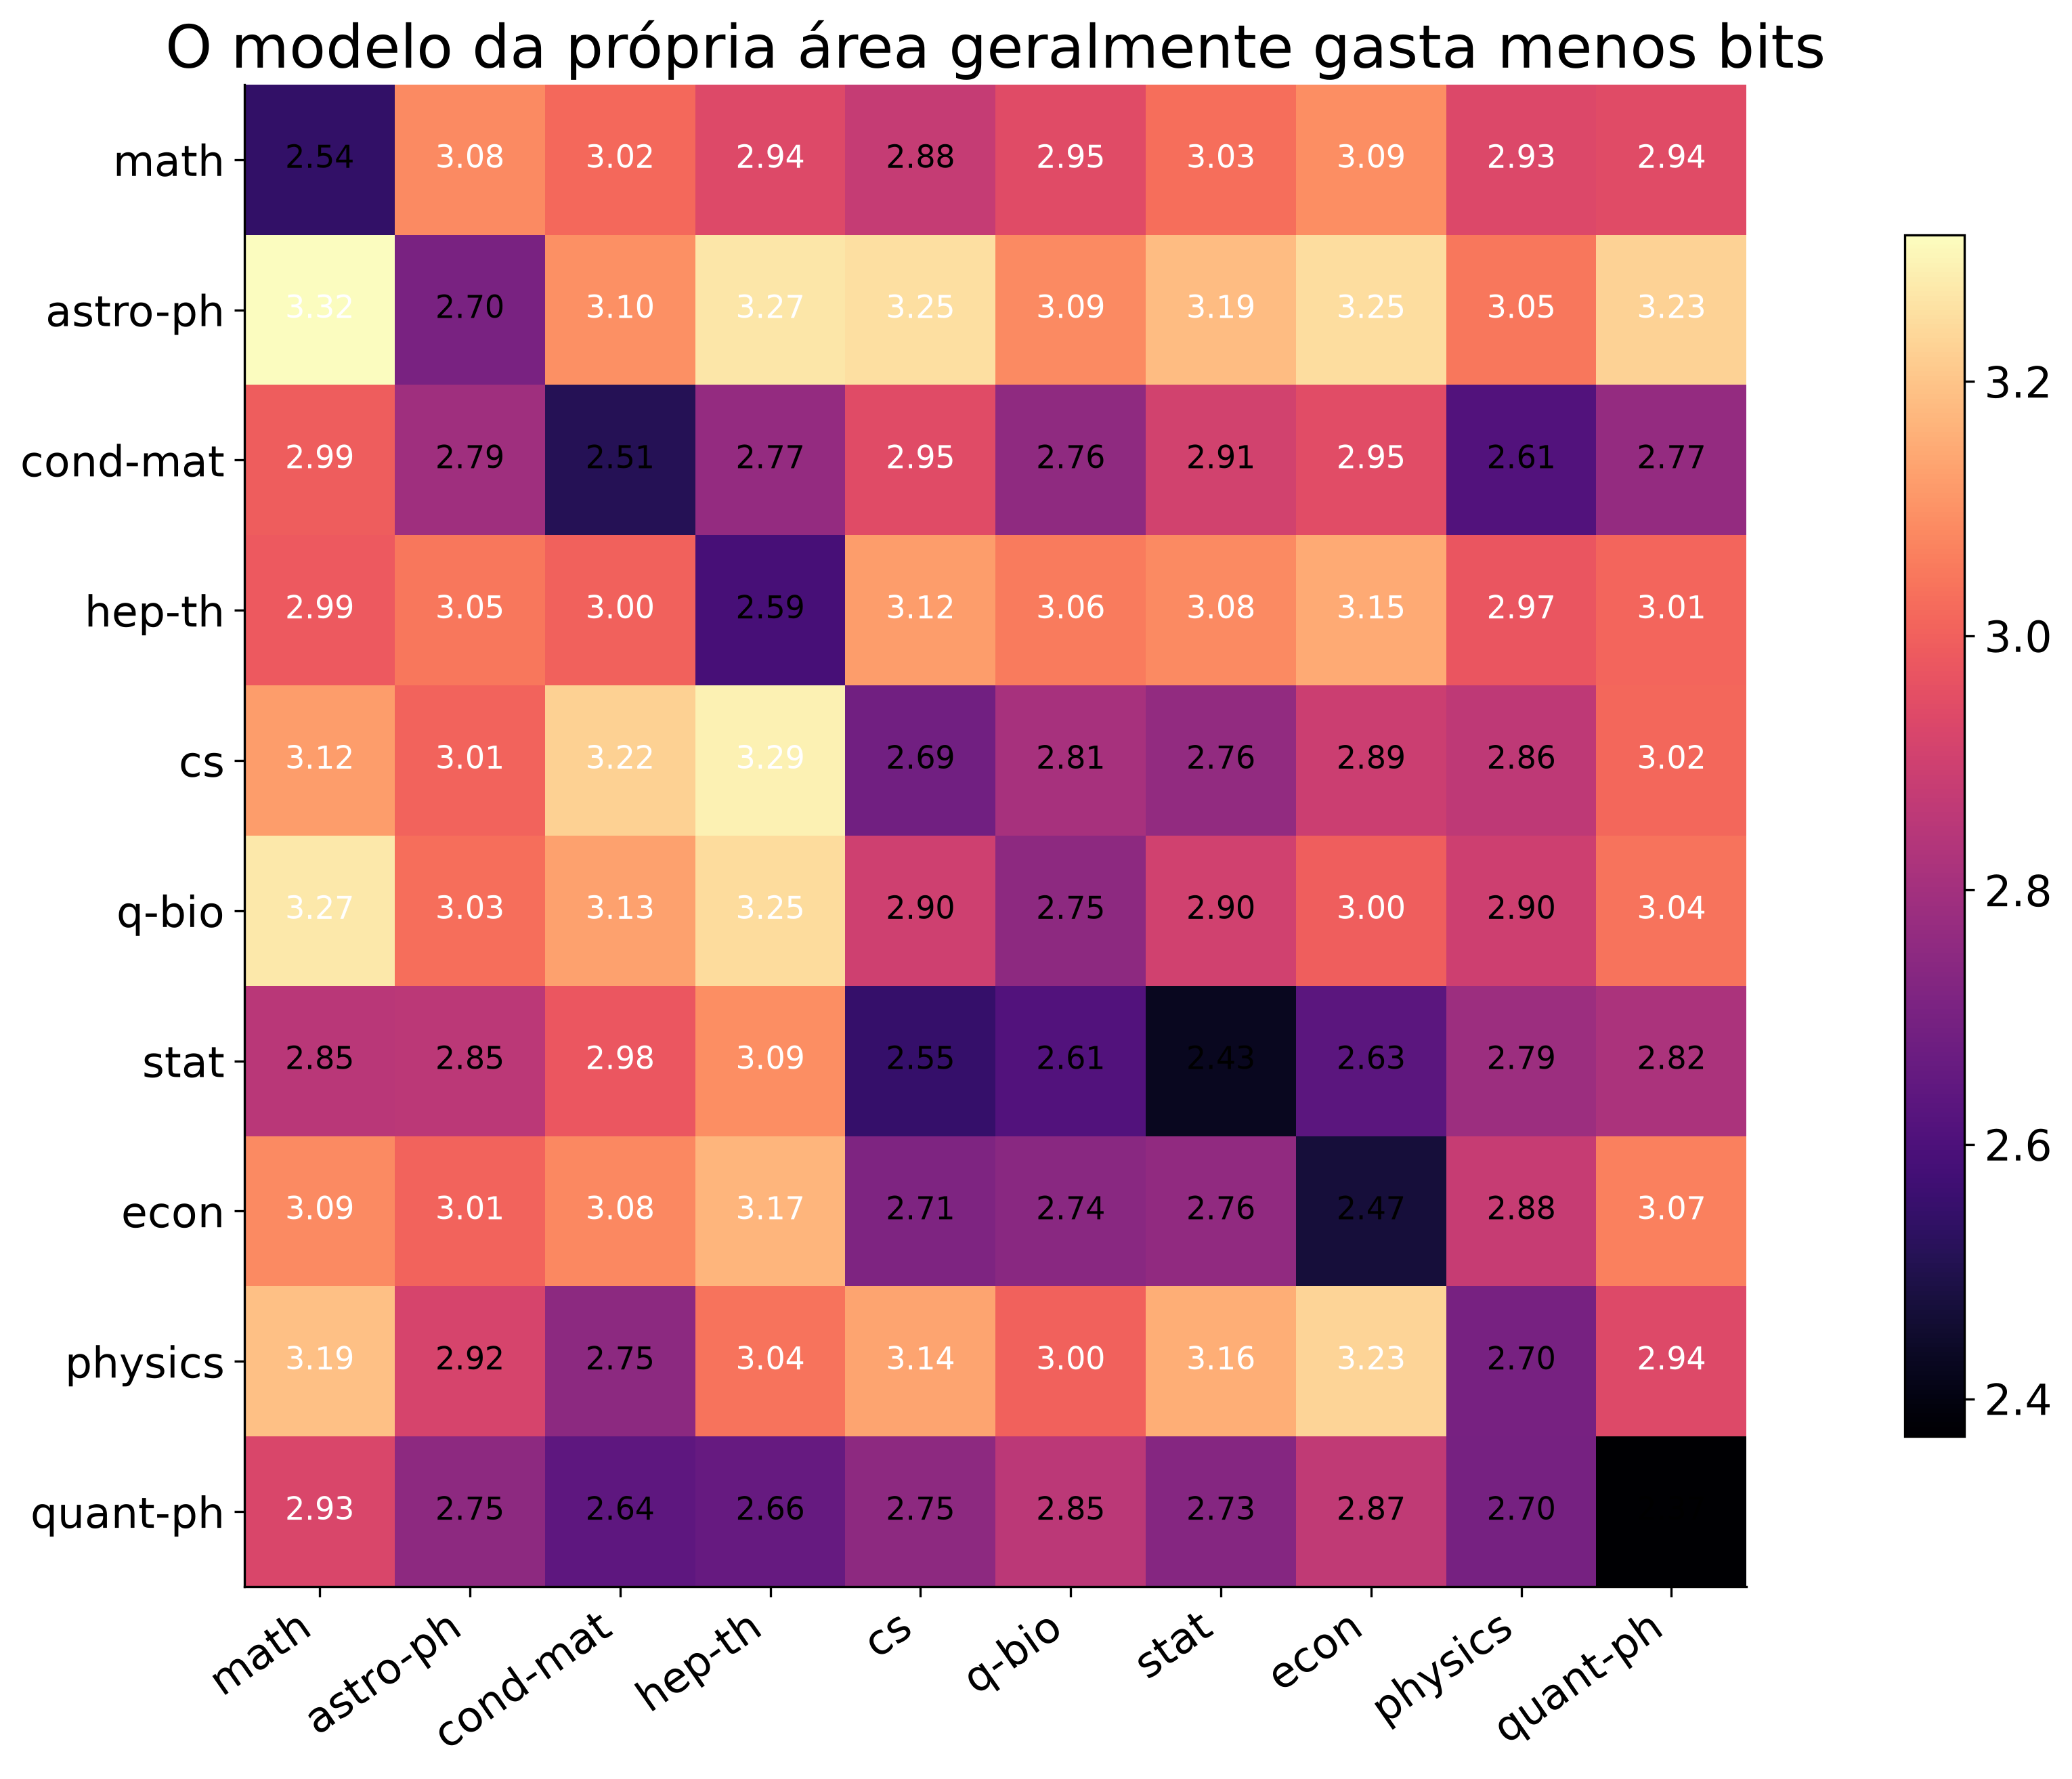 O modelo da própria área geralmente gasta menos bits
math 2.54 3.08 3.02 2.94 2.88 2.95 3.03 3.09 2.93 2.94
astro-ph 3.32 2.70 3.10 3.27 3.25 3.09 3.19 3.25 3.05 3.23
cond-mat 2.99 2.79 2.51 2.77 2.95 2.76 2.91 2.95 2.61 2.77
hep-th 2.99 3.05 3.00 2.59 3.12 3.06 3.08 3.15 2.97 3.01
cs 3.12 3.01 3.22 3.29 2.69 2.81 2.76 2.89 2.86 3.02
q-bio 3.27 3.03 3.13 3.25 2.90 2.75 2.90 3.00 2.90 3.04
stat 2.85 2.85 2.98 3.09 2.55 2.61 2.43 2.63 2.79 2.82
econ 3.09 3.01 3.08 3.17 2.71 2.74 2.76 2.47 2.88 3.07
physics 3.19 2.92 2.75 3.04 3.14 3.00 3.16 3.23 2.70 2.94
quant-ph 2.93 2.75 2.64 2.66 2.75 2.85 2.73 2.87 2.70
math astro-ph cond-mat hep-th cs q-bio stat econ physics quant-ph
3.2
3.0
2.8
2.6
2.4